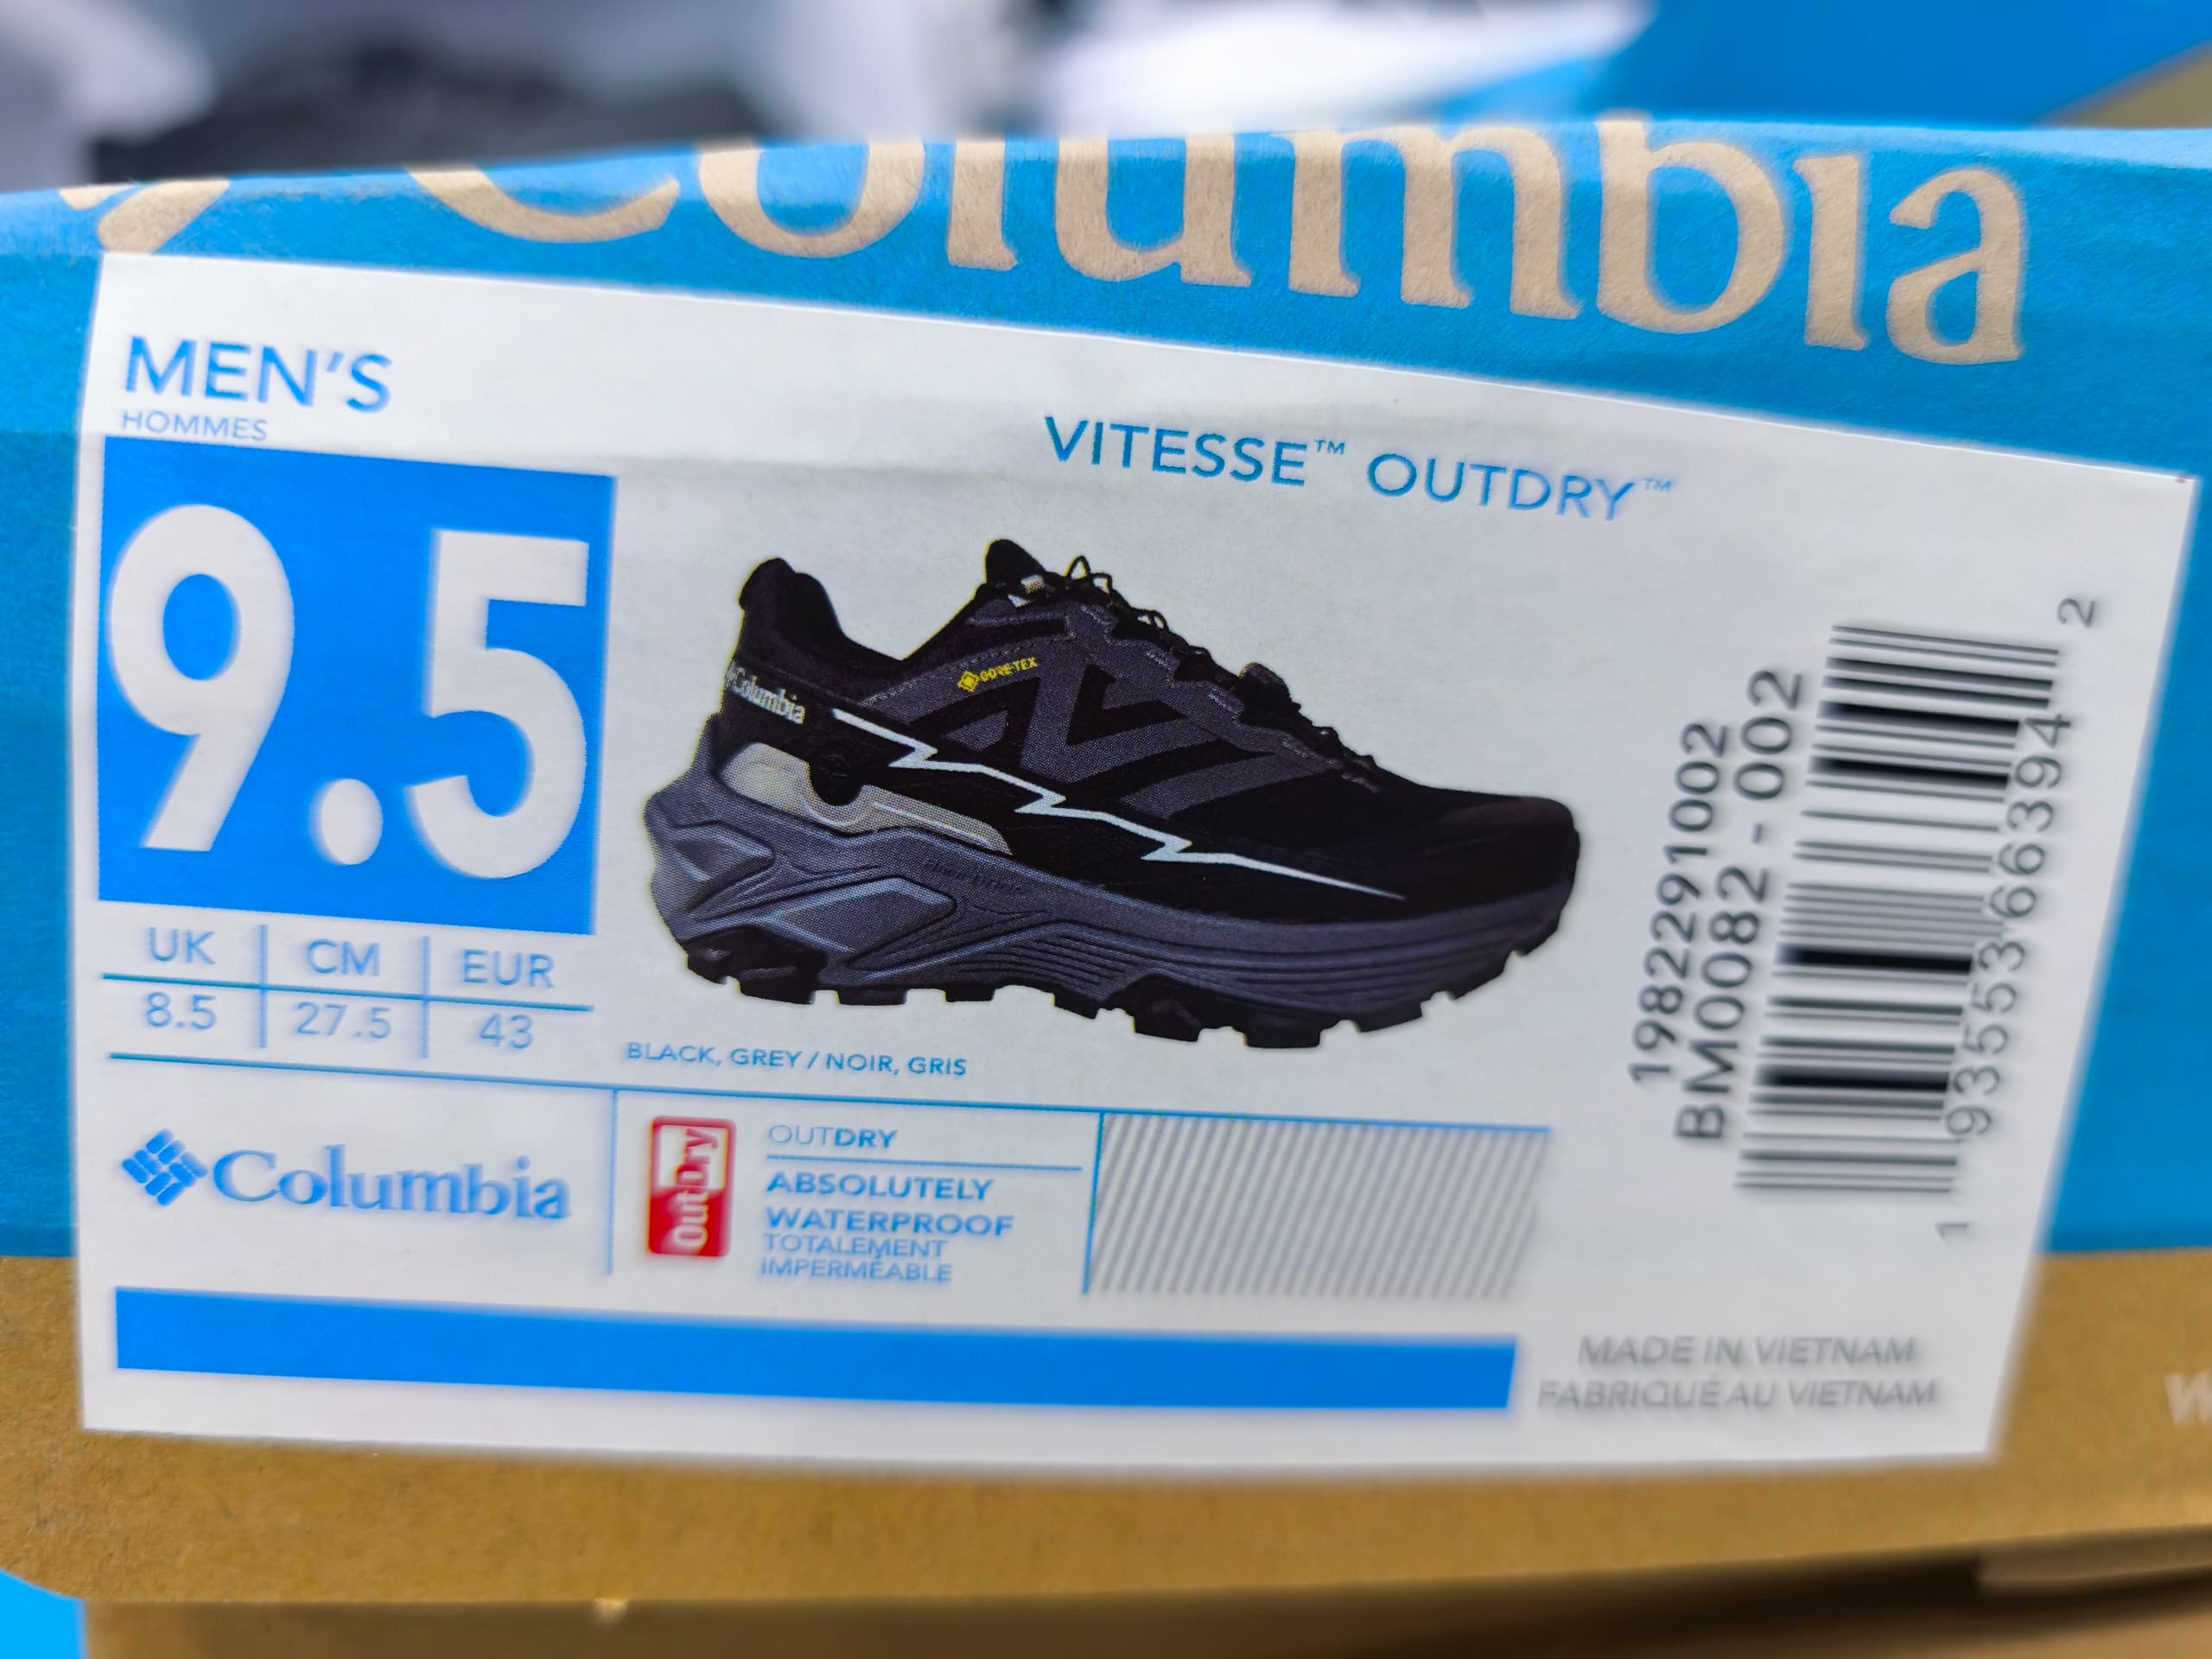 Columbia
MEN'S
HOMMES
9.5
UK CM EUR
8.5 27.5 43
VITESSE™ OUTDRY™
GORE-TEX
Columbia
BLACK, GREY / NOIR, GRIS
Columbia
OutDry
OUTDRY
ABSOLUTELY
WATERPROOF
TOTALEMENT
IMPERMÉABLE
1982291002
BM0082-002
1 93553 66394 2
MADE IN VIETNAM
FABRIQUÉ AU VIETNAM